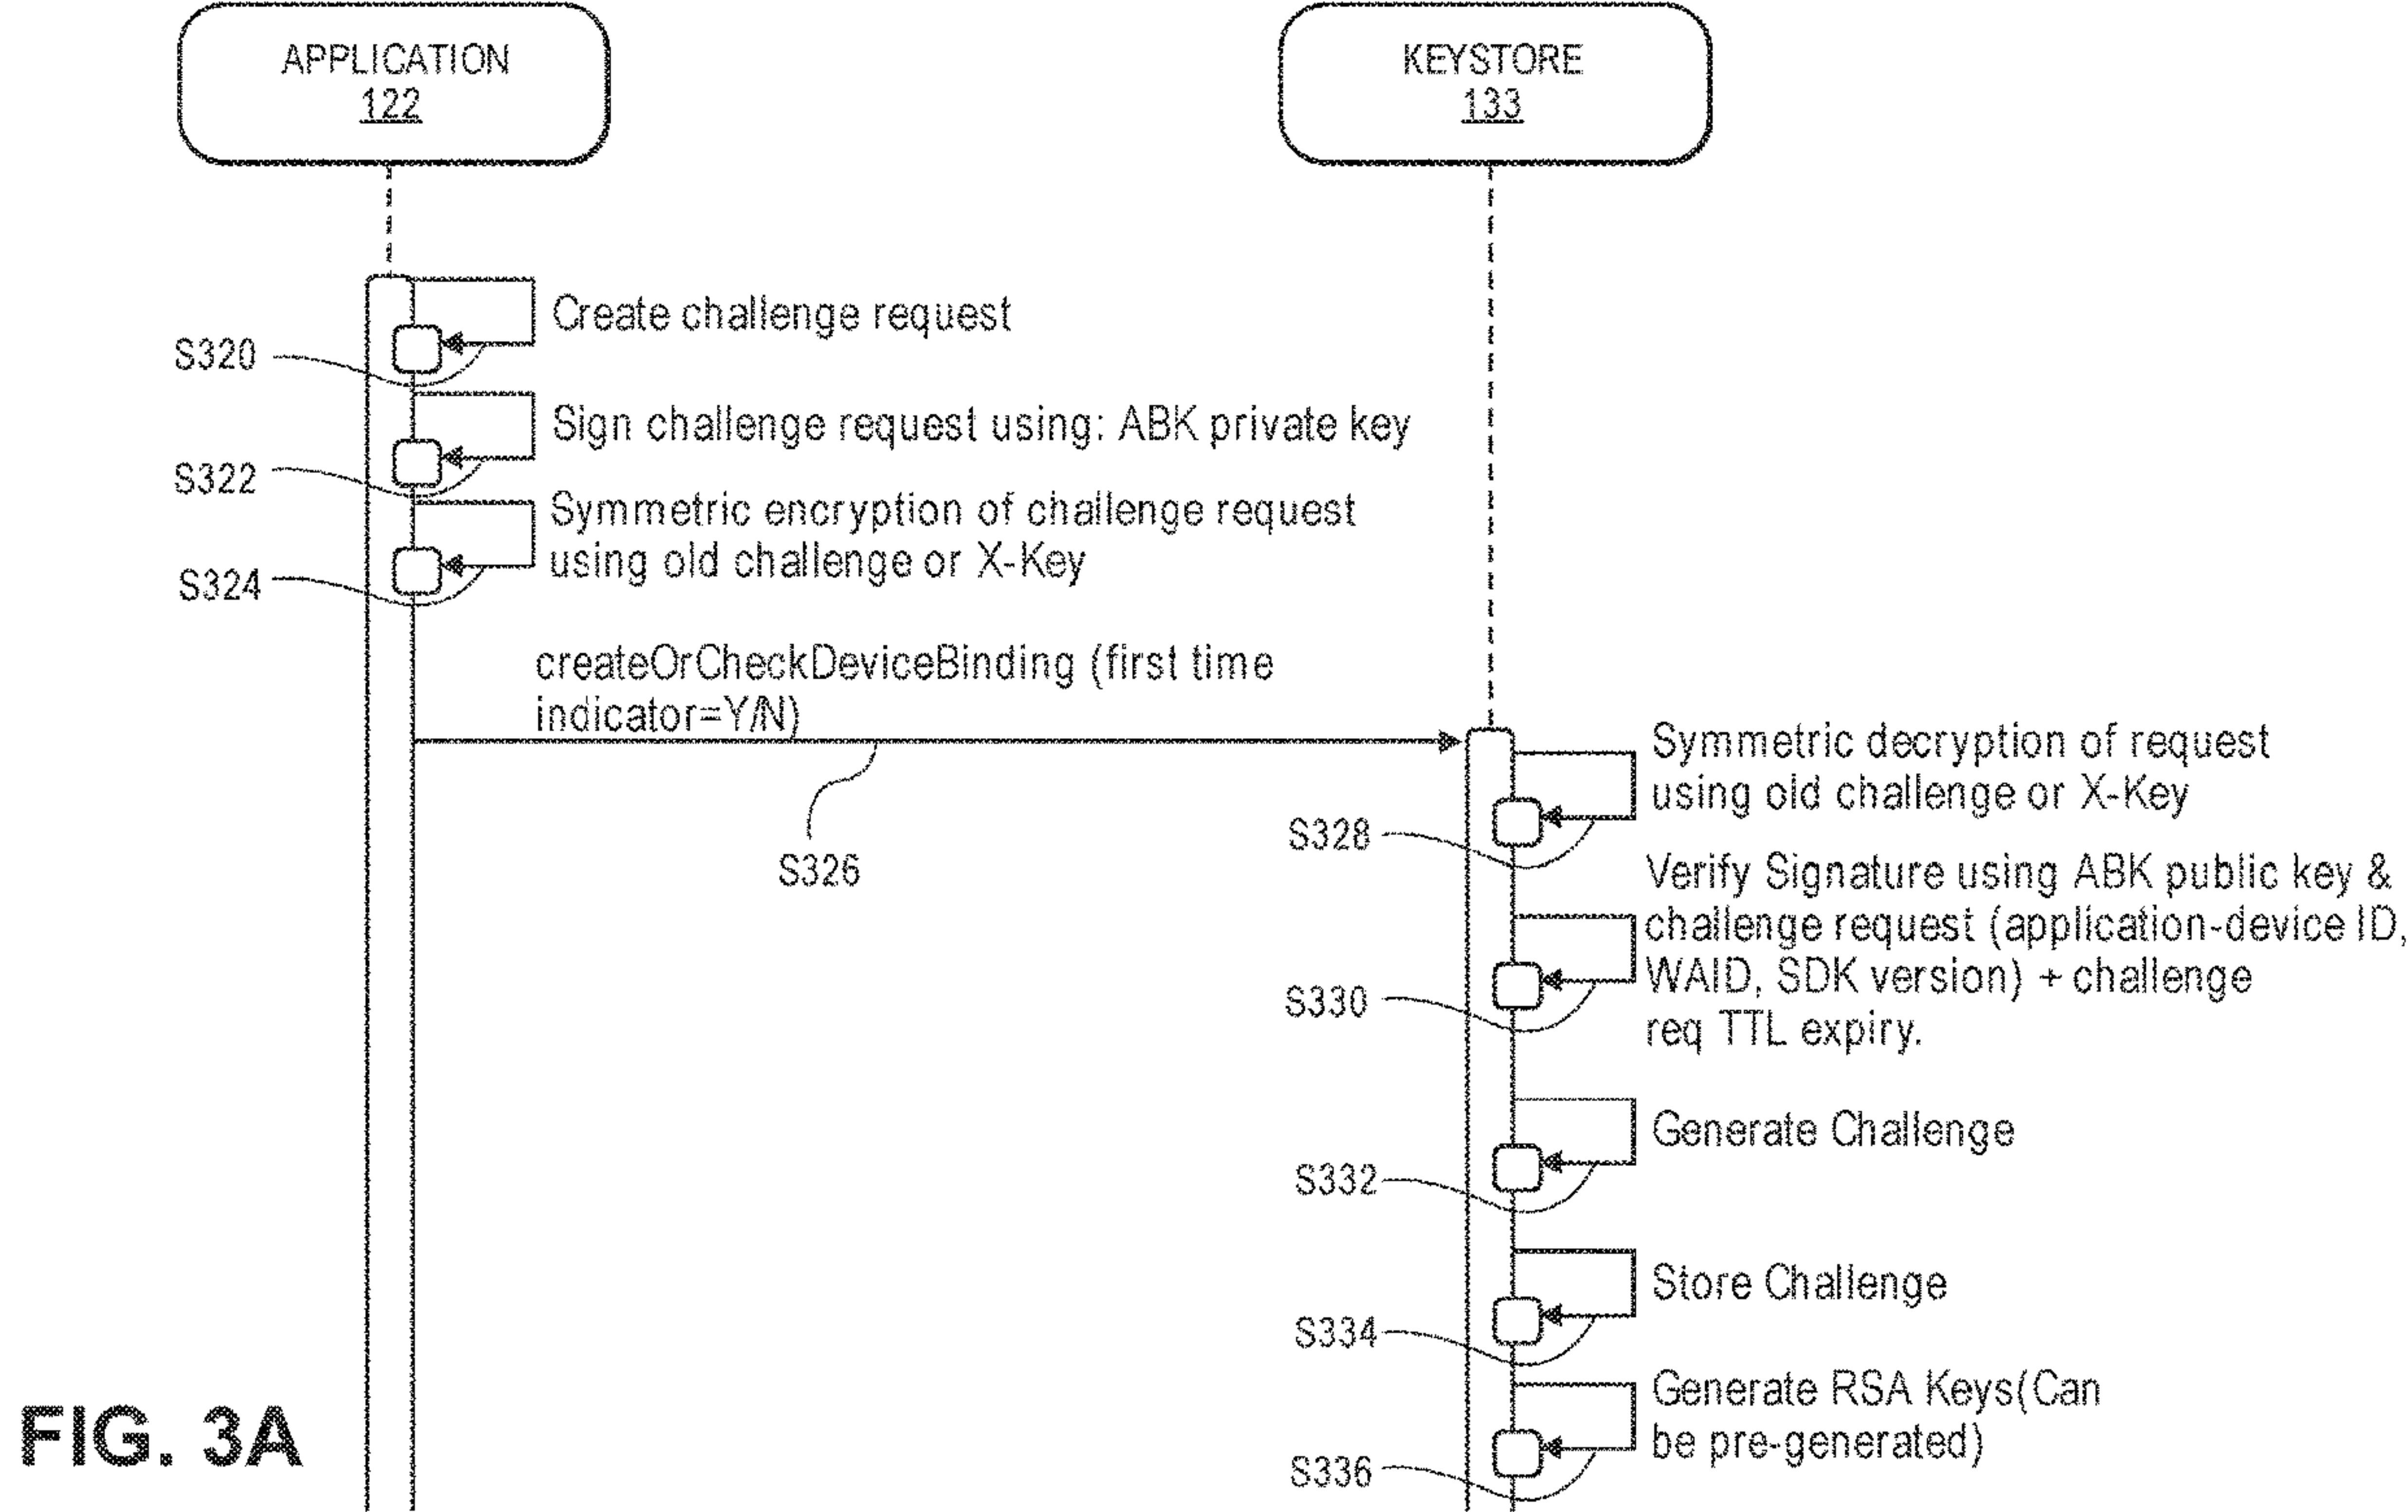 APPLICATION
122
KEYSTORE
133
Create challenge request
S320
Sign challenge request using: ABK private key
S322
Symmetric encryption of challenge request
using old challenge or X-Key
S324
createOrCheckDeviceBinding (first time
indicator=Y/N)
S326
Symmetric decryption of request
using old challenge or X-Key
S328
Verify Signature using ABK public key &
challenge request (application-device ID,
WAID, SDK version) + challenge
req TTL expiry.
S330
Generate Challenge
S332
Store Challenge
S334
Generate RSA Keys(Can
be pre-generated)
S336
FIG. 3A